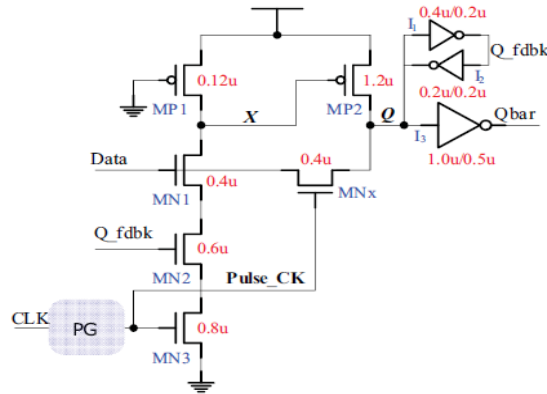 0.4u/0.2u
I1
Q_fdbk
I2
0.12u
1.2u
MP1
X
MP2
Q
0.2u/0.2u
Qbar
I3
Data
0.4u
0.4u
1.0u/0.5u
MN1
MNx
Q_fdbk
0.6u
MN2
Pulse_CK
CLK
PG
0.8u
MN3